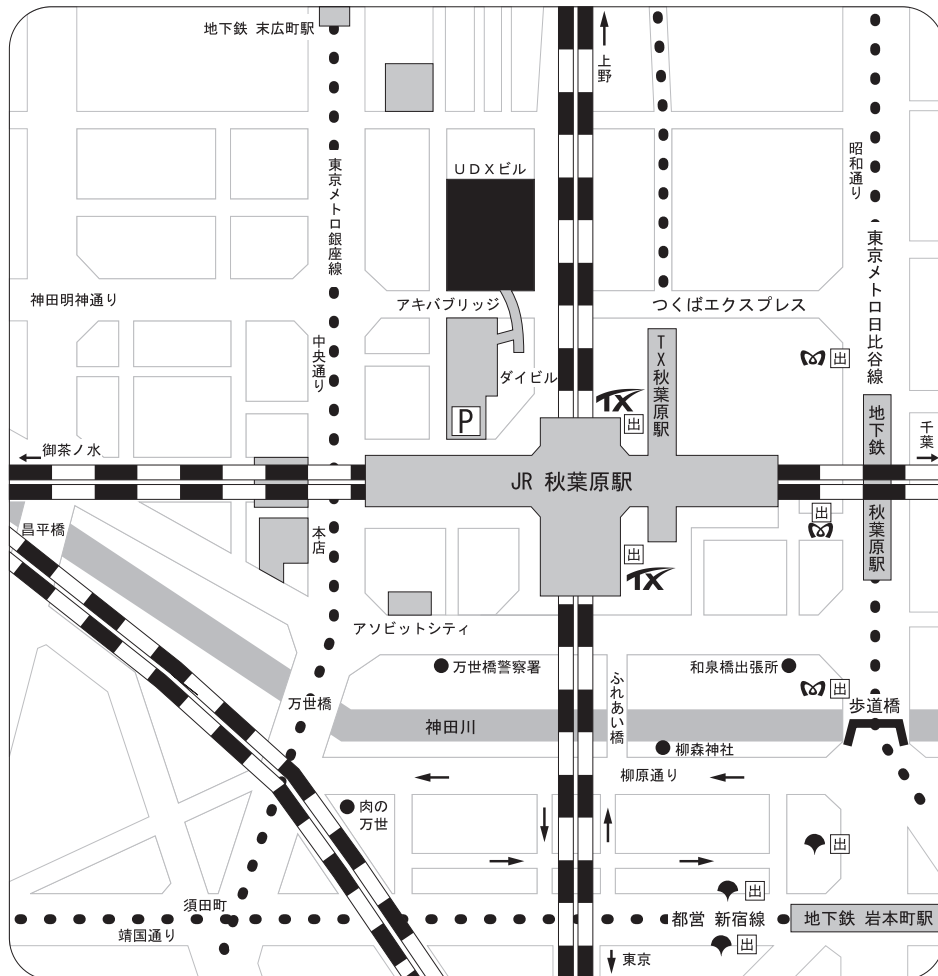 地下鉄 末広町駅
上野
昭和通り
UDXビル
東京メトロ銀座線
東京メトロ日比谷線
神田明神通り
アキバブリッジ
つくばエクスプレス
中央通り
TX秋葉原駅
出
ダイビル
TX
出
P
地下鉄 秋葉原駅
千葉
御茶ノ水
JR 秋葉原駅
出
昌平橋
本店
出
TX
アソビットシティ
万世橋警察署
和泉橋出張所
ふれあい橋
出
万世橋
歩道橋
神田川
柳森神社
柳原通り
肉の
万世
出
出
須田町
都営 新宿線
地下鉄 岩本町駅
靖国通り
出
東京